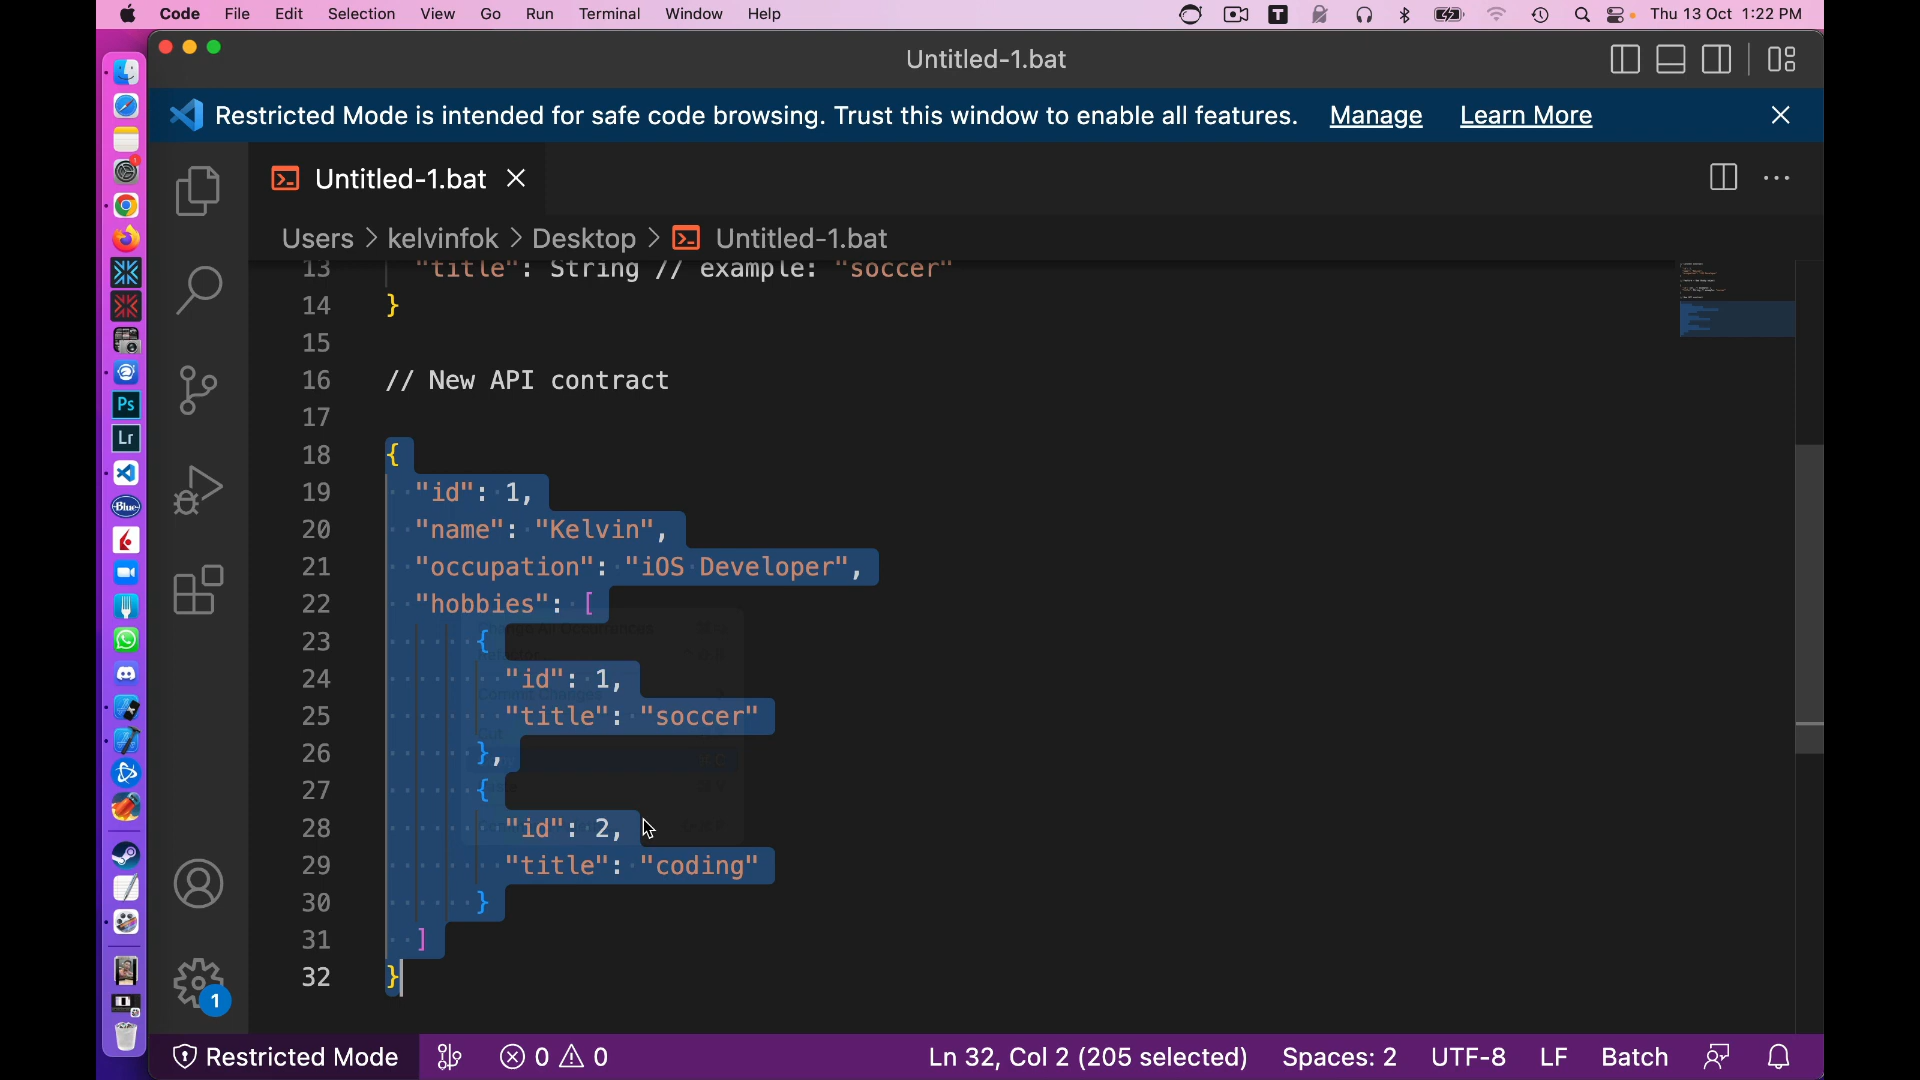 Code File Edit Selection View Go Run Terminal Window Help Thu 13 Oct 1:22 PM
Untitled-1.bat
Restricted Mode is intended for safe code browsing. Trust this window to enable all features. Manage Learn More
Untitled-1.bat
Users > kelvinfok > Desktop > Untitled-1.bat
13 "title": String // example: "soccer"
14 }
15
16 // New API contract
17
18 {
19 "id": 1,
20 "name": "Kelvin",
21 "occupation": "iOS Developer",
22 "hobbies": [
23 {
24 "id": 1,
25 "title": "soccer"
26 },
27 {
28 "id": 2,
29 "title": "coding"
30 }
31 ]
32 }
Ps
Lr
Blue
1
Restricted Mode 0 0 Ln 32, Col 2 (205 selected) Spaces: 2 UTF-8 LF Batch